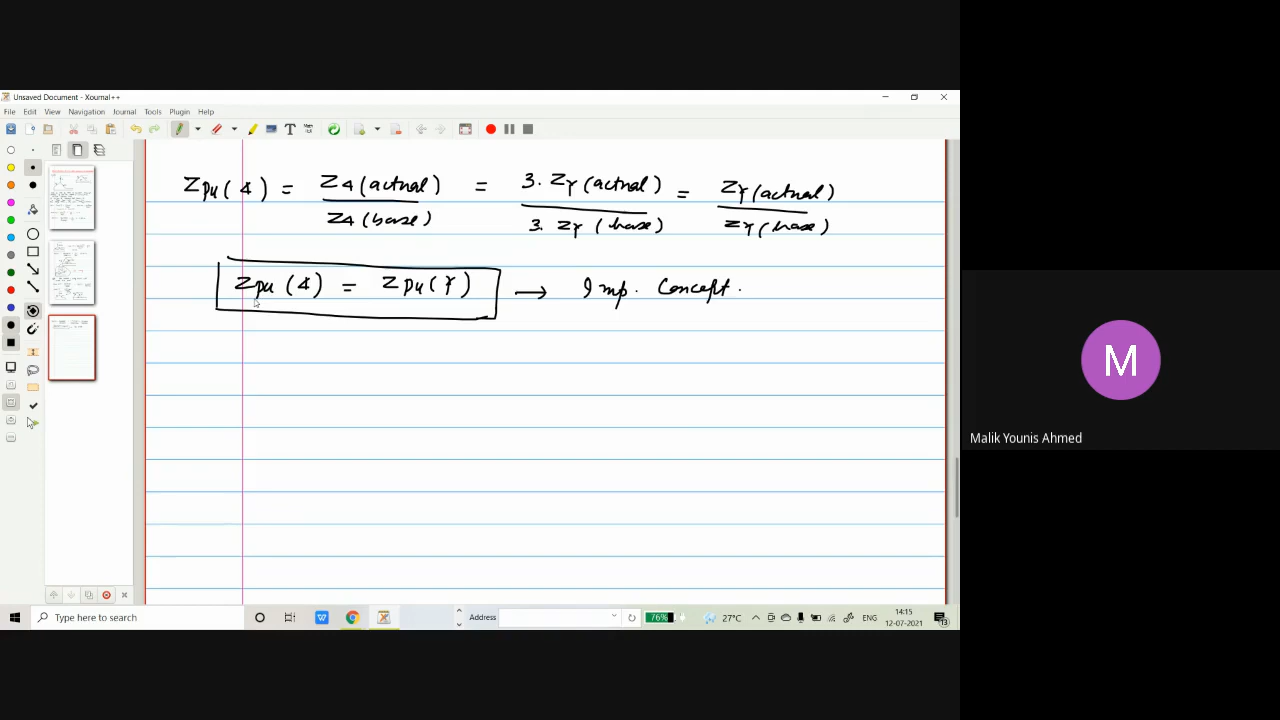 Unsaved Document - Xournal++
File Edit View Navigation Journal Tools Plugin Help
Zpu(Δ) = ZΔ(actual) / ZΔ(base) = 3. ZY(actual) / 3. ZY(base) = ZY(actual) / ZY(base)
Zpu(Δ) = Zpu(Y) → Imp. Concept.
M
Malik Younis Ahmed
Type here to search
W
Address
76%
27°C
ENG
14:15
12-07-2021
13